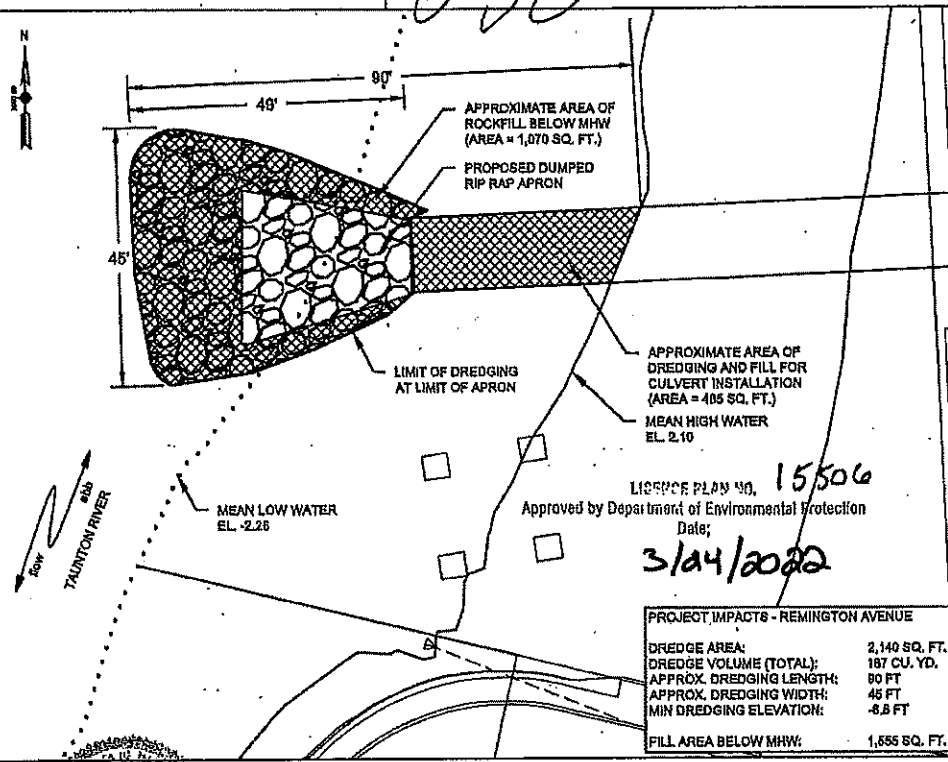 N
90'
49'
APPROXIMATE AREA OF
ROCKFILL BELOW MHW
(AREA = 1,070 SQ. FT.)
PROPOSED DUMPED
RIP RAP APRON
45'
LIMIT OF DREDGING
AT LIMIT OF APRON
APPROXIMATE AREA OF
DREDGING AND FILL FOR
CULVERT INSTALLATION
(AREA = 485 SQ. FT.)
MEAN HIGH WATER
EL. 2.10
flow
ebb
TAUNTON RIVER
MEAN LOW WATER
EL. -2.26
LICENSE PLAN NO. 15506
Approved by Department of Environmental Protection
Date;
3/24/2022
PROJECT IMPACTS - REMINGTON AVENUE
DREDGE AREA: 2,140 SQ. FT.
DREDGE VOLUME (TOTAL): 187 CU. YD.
APPROX. DREDGING LENGTH: 90 FT
APPROX. DREDGING WIDTH: 45 FT
MIN DREDGING ELEVATION: -6.5 FT
FILL AREA BELOW MHW: 1,555 SQ. FT.